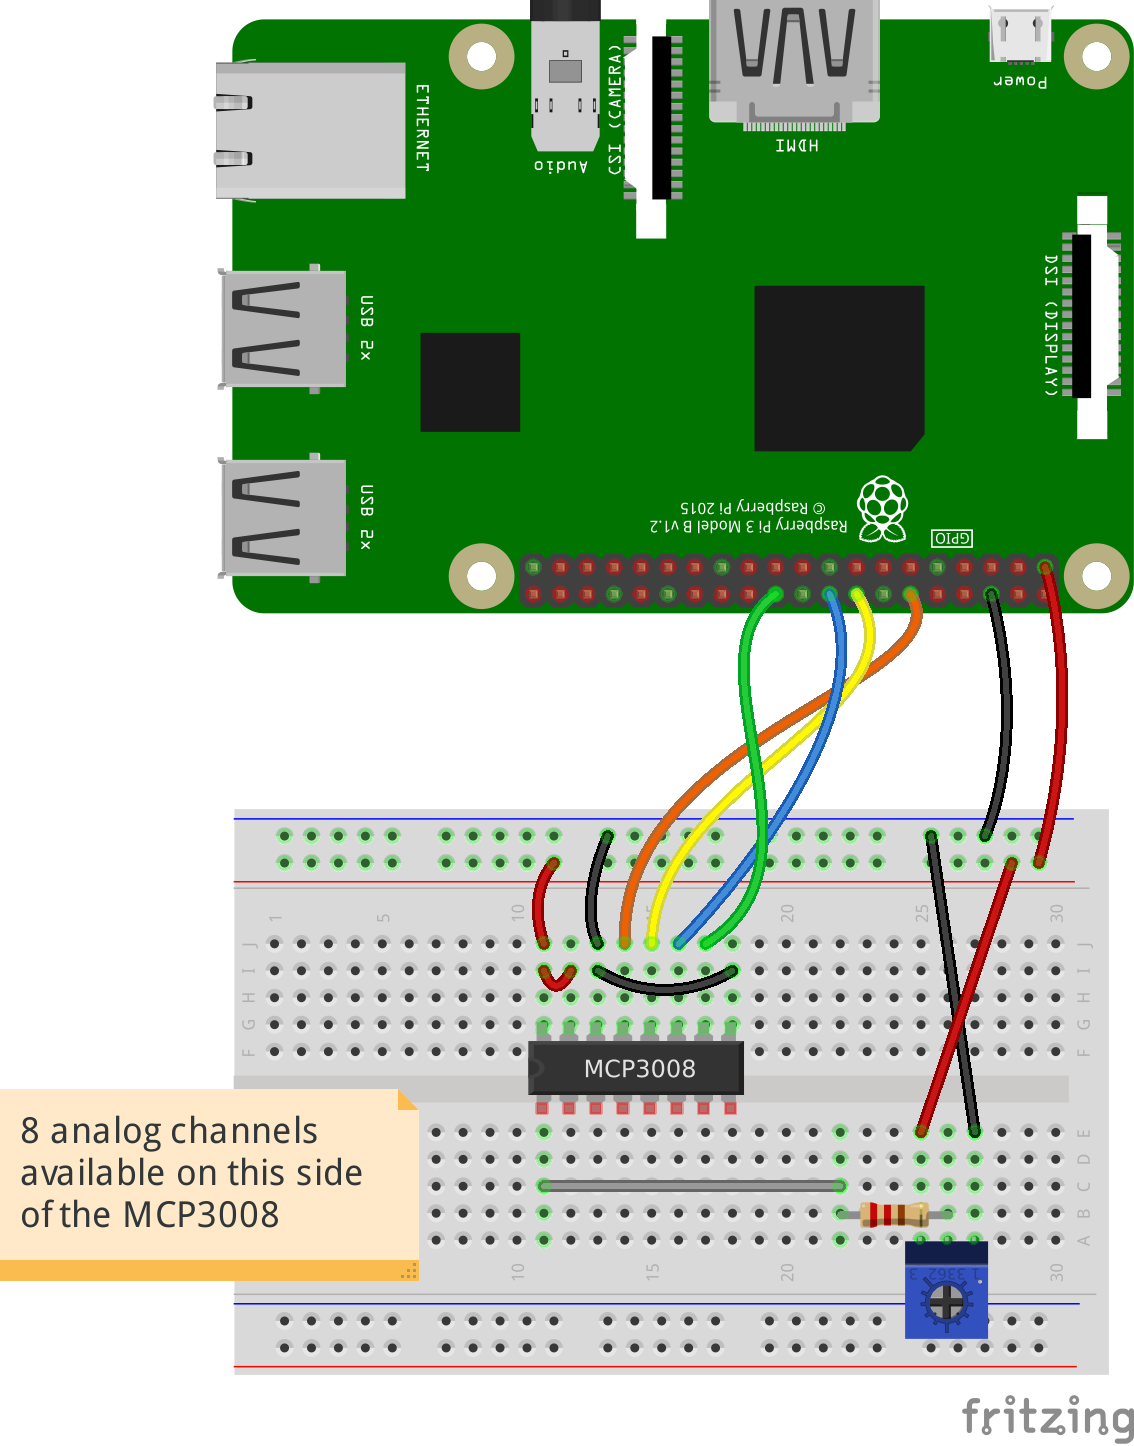 Power
HDMI
Audio
CSI (CAMERA)
ETHERNET
DSI (DISPLAY)
USB 2x
USB 2x
© Raspberry Pi 2015
Raspberry Pi 3 Model B v1.2
GPIO
1 5 10 15 20 25 30
J J
I I
H H
G G
F F
MCP3008
8 analog channels
available on this side
of the MCP3008
E
D
C
B
A
10 15 20 30
3 3362 1
fritzing